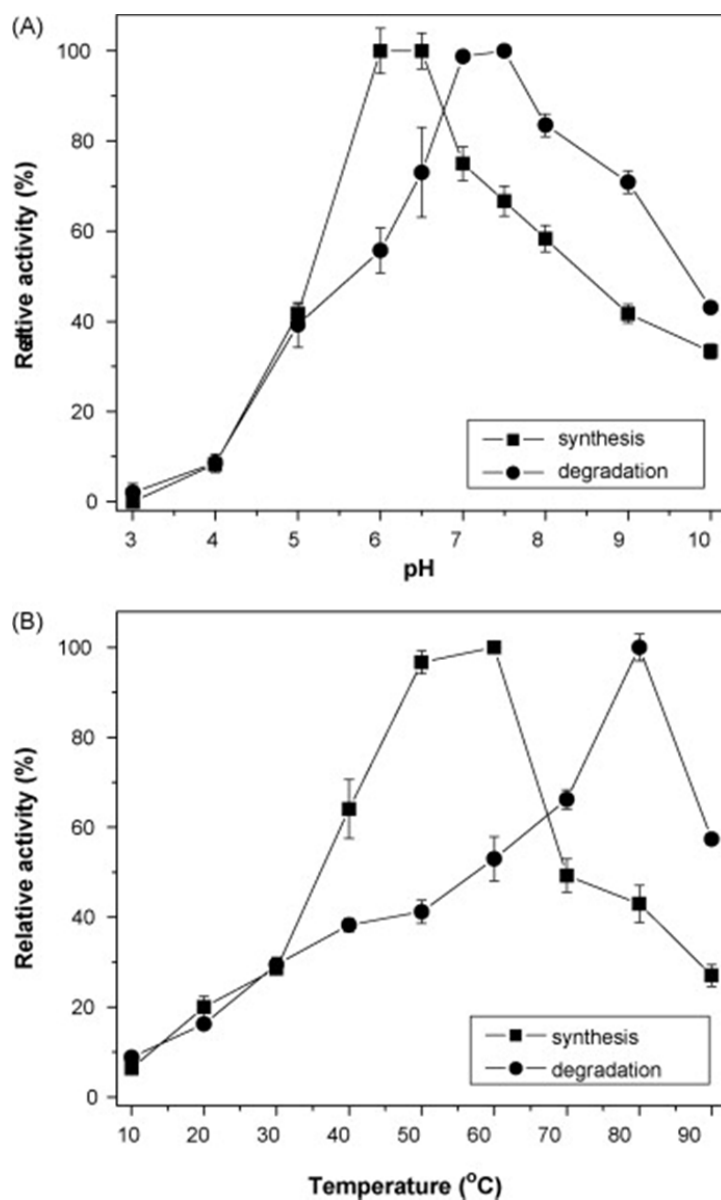 (A)
100
80
60
40
20
0
Reltive activity (%)
synthesis
degradation
3 4 5 6 7 8 9 10
pH
(B)
100
80
60
40
20
0
Relative activity (%)
synthesis
degradation
10 20 30 40 50 60 70 80 90
Temperature (°C)